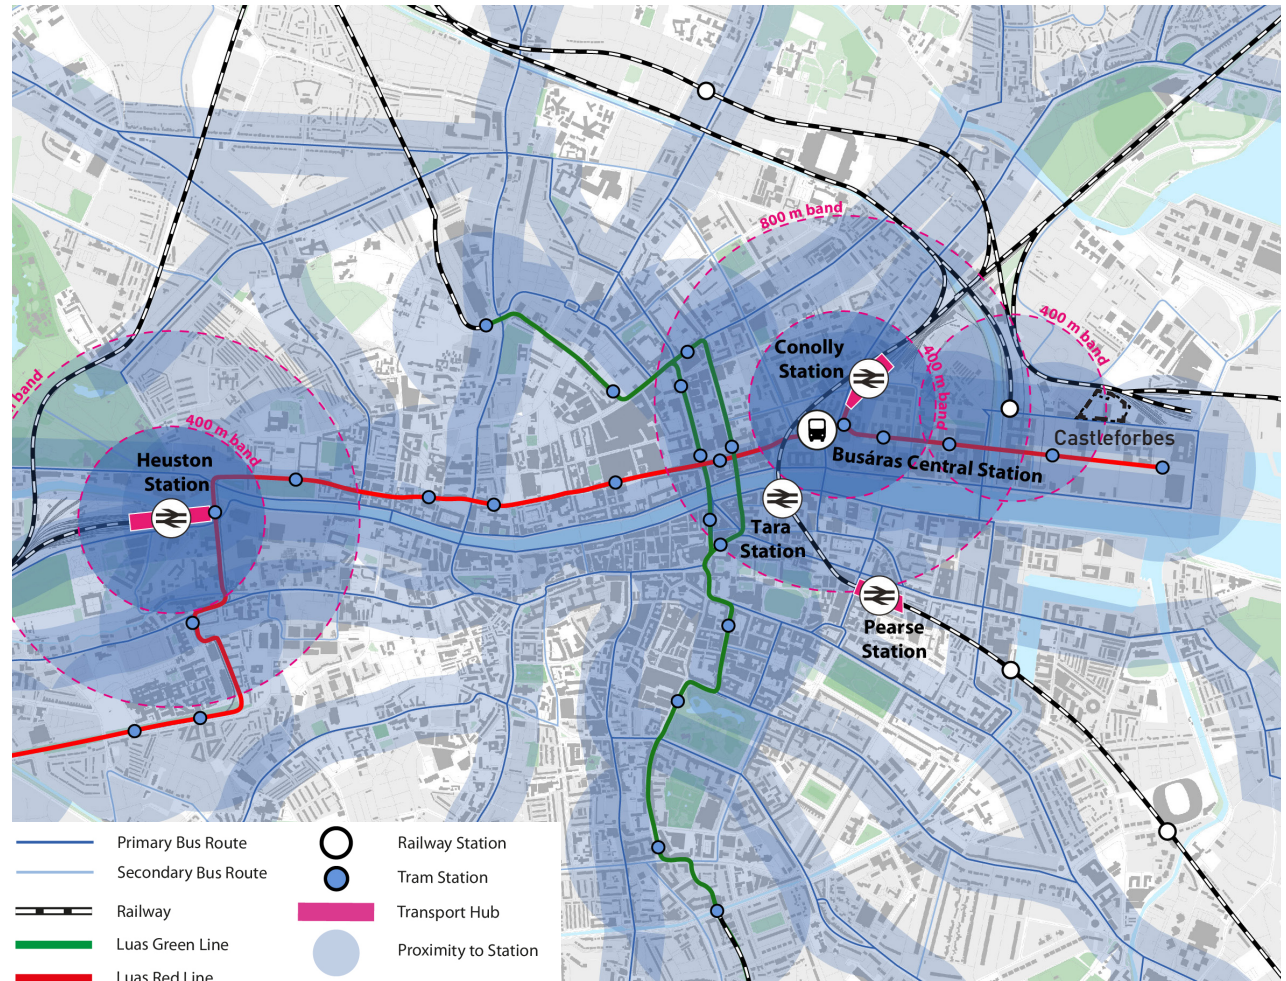 800 m band
400 m band
Conolly
Station
400 m band
m band
400 m band
Castleforbes
Heuston
Station
Busáras Central Station
Tara
Station
Pearse
Station
Primary Bus Route
Railway Station
Secondary Bus Route
Tram Station
Railway
Transport Hub
Luas Green Line
Proximity to Station
Luas Red Line